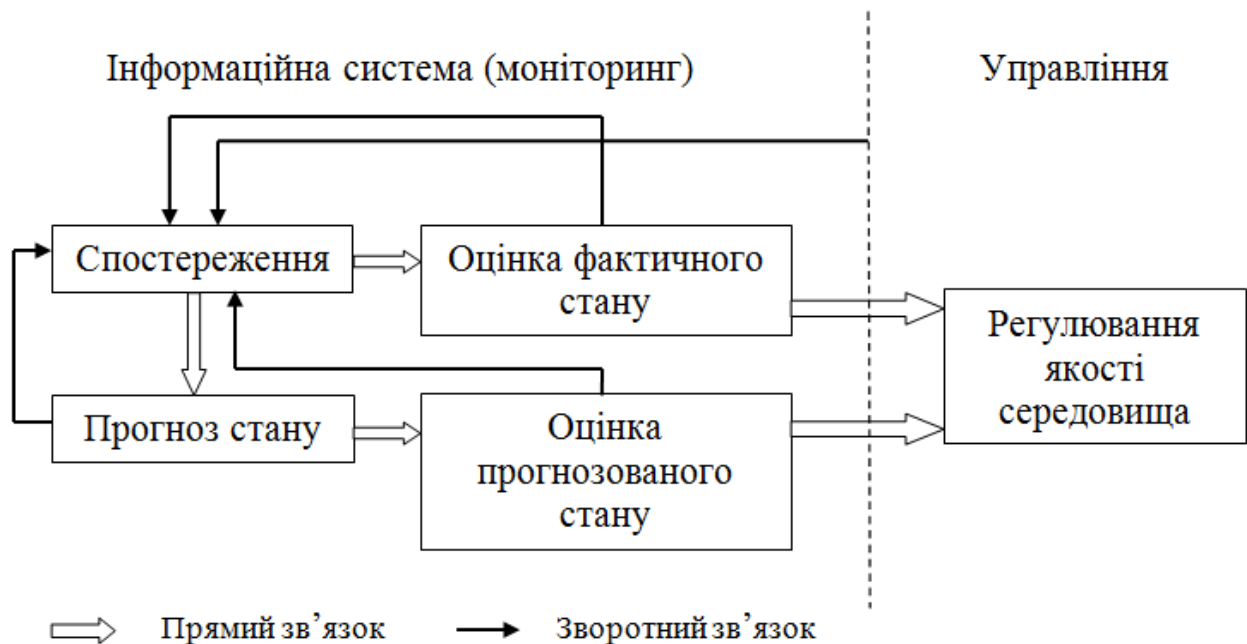 Інформаційна система (моніторинг)
Управління
Спостереження
Оцінка фактичного
стану
Регулювання
якості
середовища
Прогноз стану
Оцінка
прогнозованого
стану
Прямий зв’язок
Зворотний зв’язок